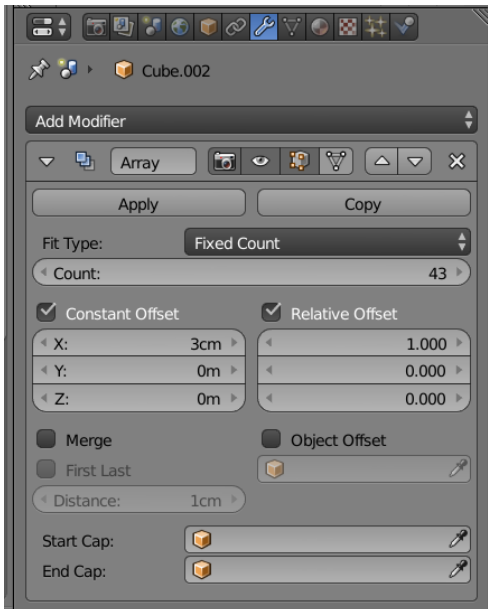 Cube.002
Add Modifier
Array
Apply Copy
Fit Type: Fixed Count
Count: 43
Constant Offset Relative Offset
X: 3cm 1.000
Y: 0m 0.000
Z: 0m 0.000
Merge Object Offset
First Last
Distance: 1cm
Start Cap:
End Cap: